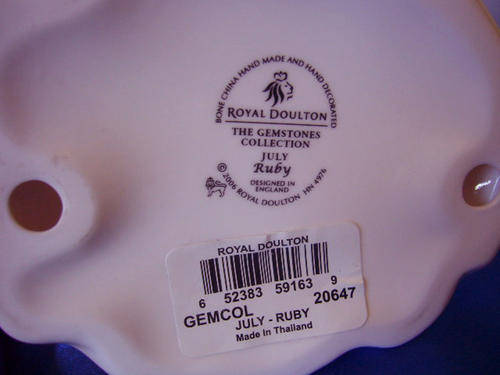 BONE CHINA HAND MADE AND HAND DECORATED
ROYAL DOULTON
THE GEMSTONES
COLLECTION
JULY
Ruby
DESIGNED IN
ENGLAND
© 2006 ROYAL DOULTON HN 4976
ROYAL DOULTON
6 52383 59163 9
GEMCOL 20647
JULY - RUBY
Made in Thailand